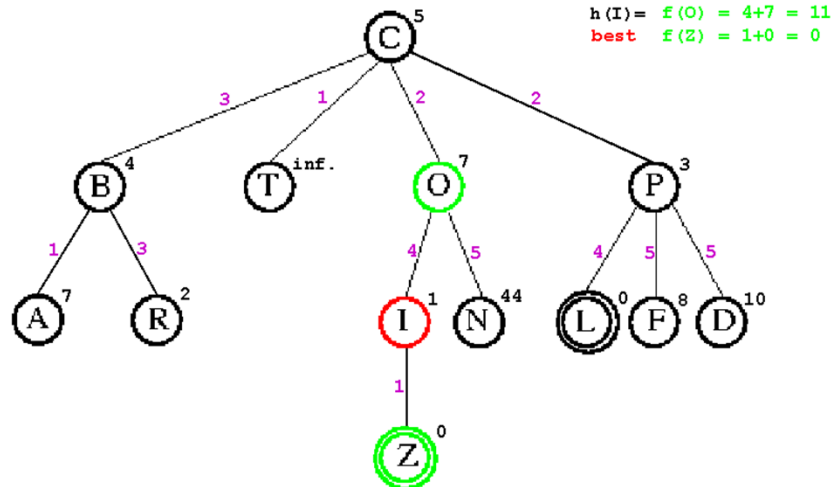 h(I)= f(O) = 4+7 = 11
best f(Z) = 1+0 = 0
C 5
3 1 2 2
B 4 T inf. O 7 P 3
1 3 4 5 4 5 5
A 7 R 2 I 1 N 44 L 0 F 8 D 10
1
Z 0